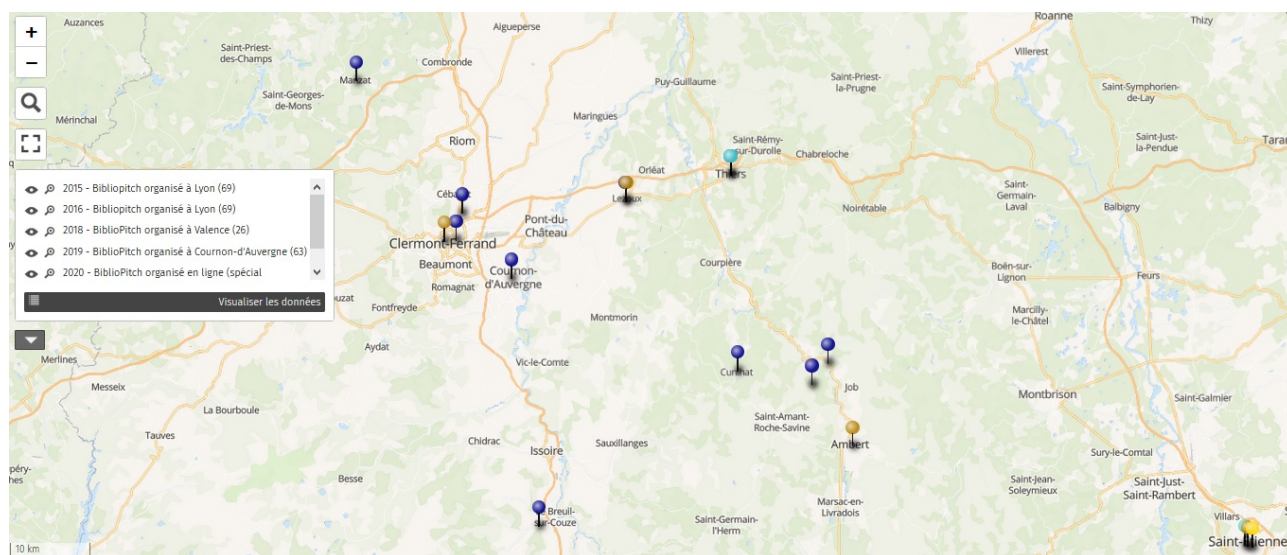 Auzances
Aigueperse
Roanne
Thizy
+
−
Saint-Priest-
des-Champs
Combronde
Villerest
Manzat
Puy-Guillaume
Saint-Priest
-la-Prugne
Saint-Georges-
de-Mons
Saint-Symphorien-
de-Lay
Mérinchal
Maringues
Riom
Saint-Rémy
-sur-Durolle
Saint-Just-
la-Pendue
Tarar
Chabreloche
Orléat
Thiers
2015 - Bibliopitch organisé à Lyon (69)
2016 - Bibliopitch organisé à Lyon (69)
2018 - BiblioPitch organisé à Valence (26)
2019 - BiblioPitch organisé à Cournon-d'Auvergne (63)
2020 - BiblioPitch organisé en ligne (spécial
Visualiser les données
Lezoux
Saint-
Germain-
Laval
Noirétable
Balbigny
Pont-du-
Château
Clermont-Ferrand
Beaumont
Romagnat
Cournon-
d'Auvergne
Courpière
Boën-sur-
Lignon
Feurs
Fontfreyde
Montmorin
Marcilly-
le-Châtel
Merlines
Aydat
Vic-le-Comte
Cunlhat
Job
Messeix
Montbrison
Saint-Galmier
La Bourboule
Saint-Amant-
Roche-Savine
Tauves
Chidrac
Sauxillanges
Issoire
Ambert
Sury-le-Comtal
Besse
Saint-Jean-
Soleymieux
Saint-Just-
Saint-Rambert
Marsac-en-
Livradois
Breuil-
sur-Couze
Saint-Germain-
l'Herm
Villars
Saint-Étienne
10 km